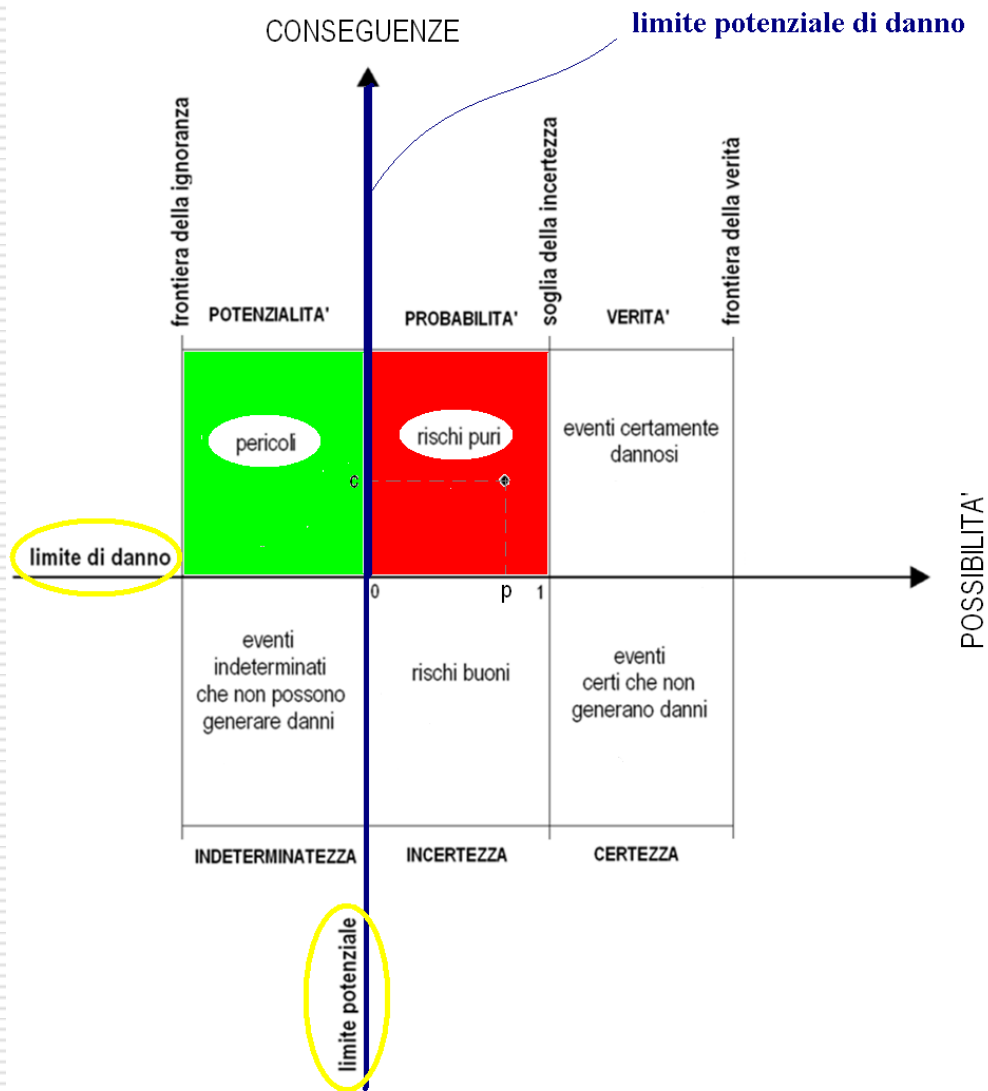 limite potenziale di danno
CONSEGUENZE
frontiera della ignoranza
soglia della incertezza
frontiera della verità
POTENZIALITA'
PROBABILITA'
VERITA'
pericoli
rischi puri
eventi certamente
dannosi
c
limite di danno
0
p
1
POSSIBILITA'
eventi
indeterminati
che non possono
generare danni
rischi buoni
eventi
certi che non
generano danni
INDETERMINATEZZA
INCERTEZZA
CERTEZZA
limite potenziale